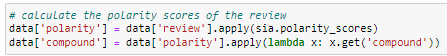 # calculate the polarity scores of the review
data['polarity'] = data['review'].apply(sia.polarity_scores)
data['compound'] = data['polarity'].apply(lambda x: x.get('compound'))